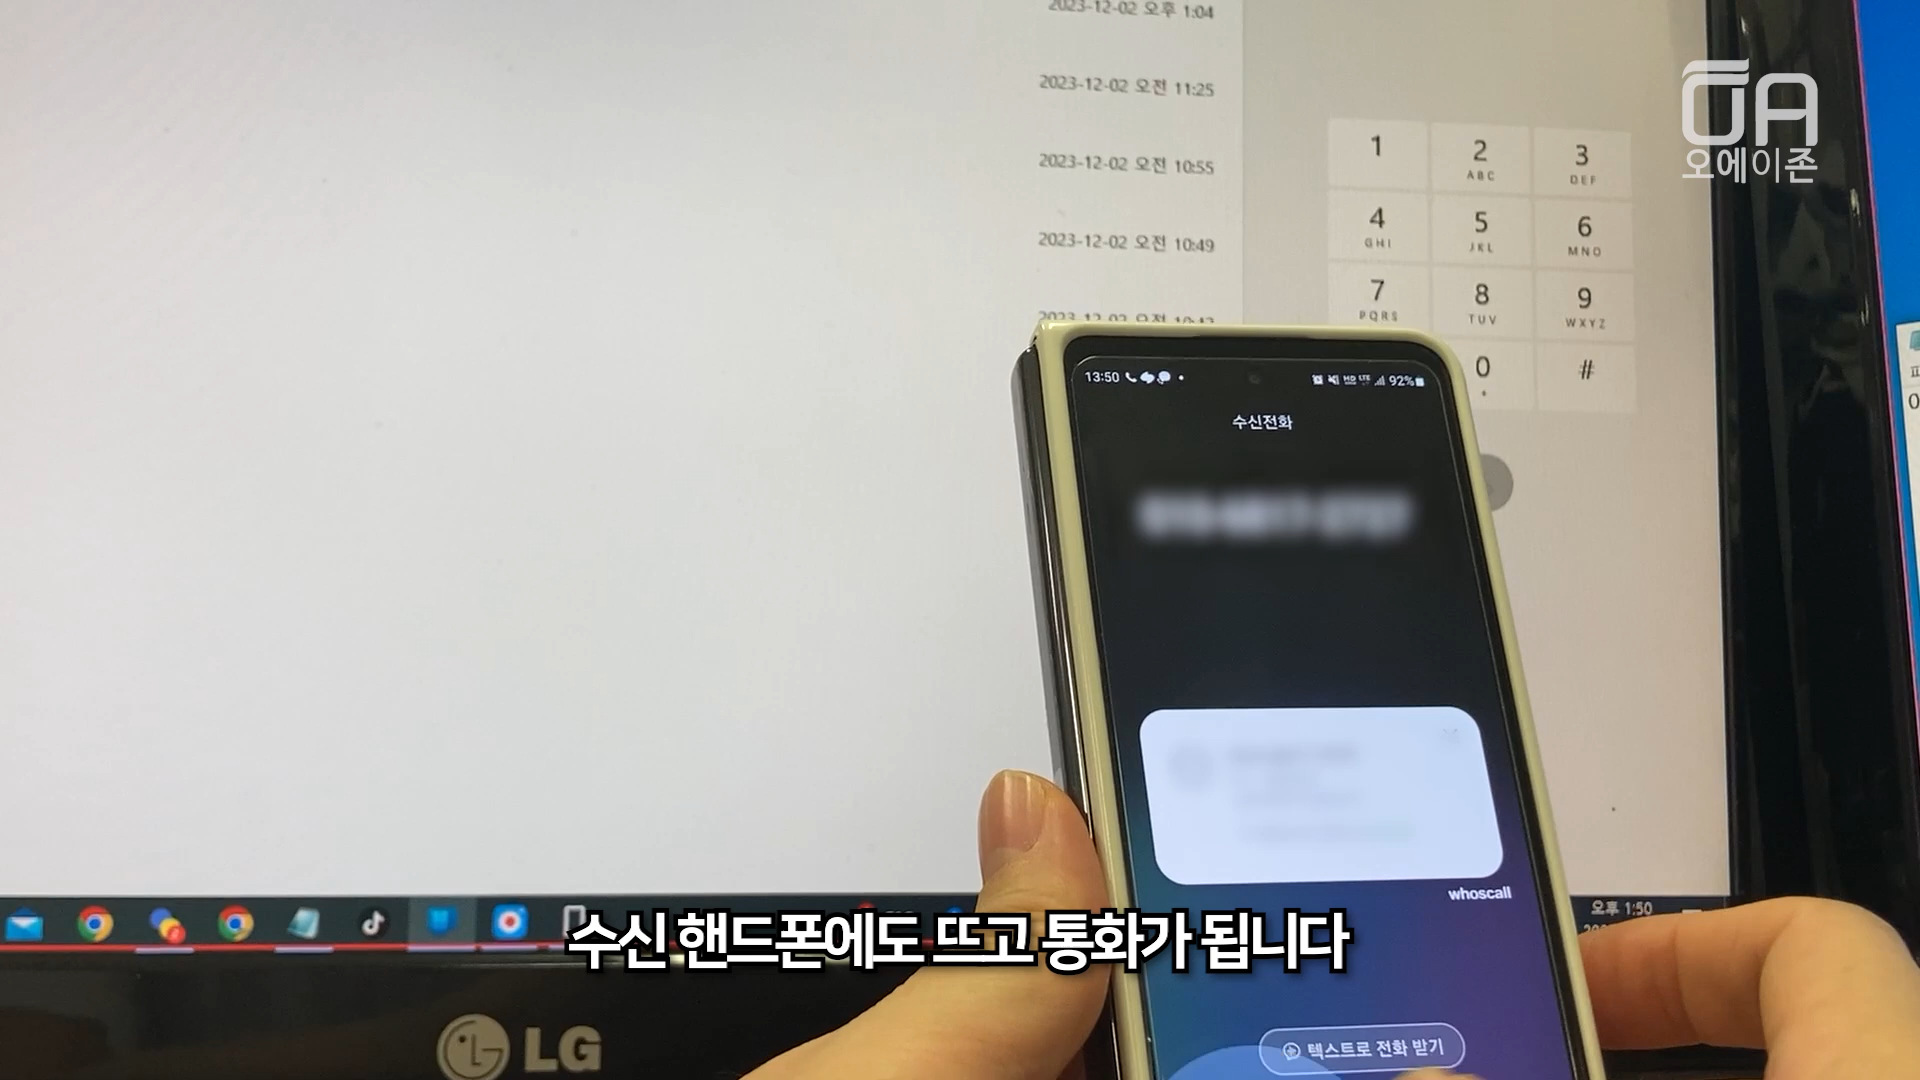 2023-12-02 오후 1:04
2023-12-02 오전 11:25
2023-12-02 오전 10:55
2023-12-02 오전 10:49
1
2
ABC
3
DEF
4
GHI
5
JKL
6
MNO
7
PQRS
8
TUV
9
WXYZ
0
#
오에이존
13:50
HD
LTE
92%
수신전화
whoscall
텍스트로 전화 받기
오후 1:50
수신 핸드폰에도 뜨고 통화가 됩니다
LG